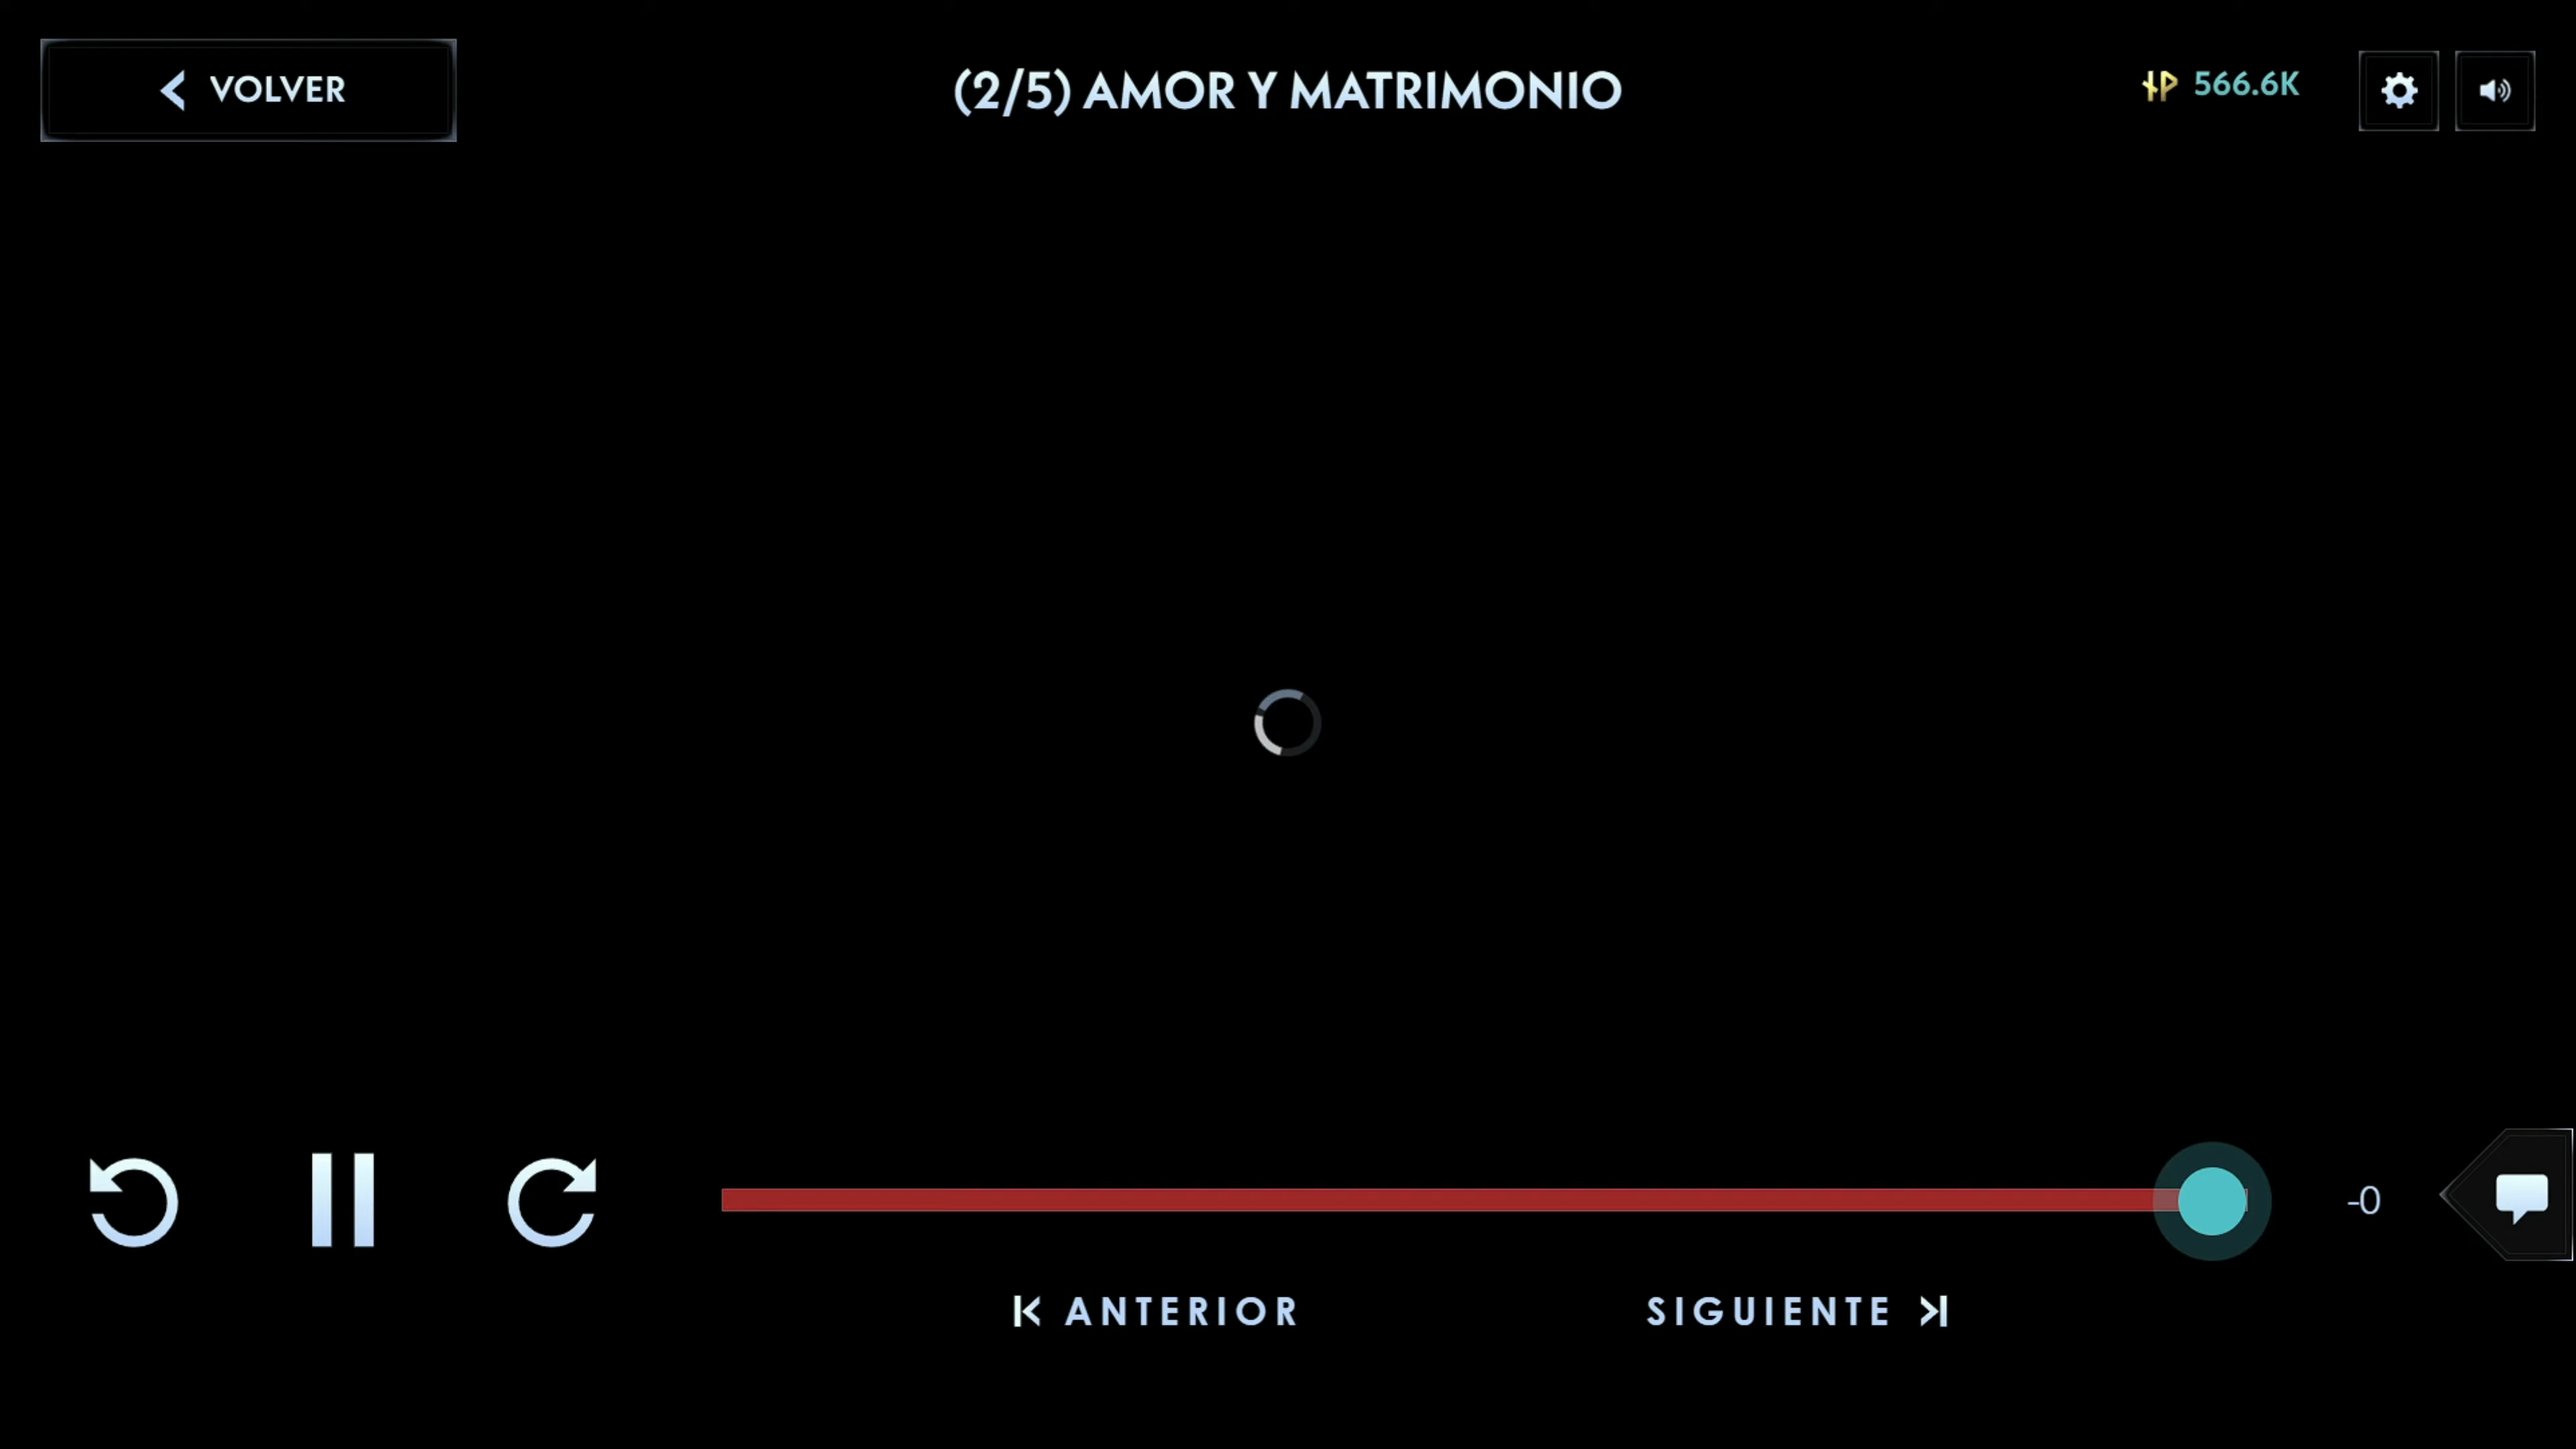 VOLVER
(2/5) AMOR Y MATRIMONIO
566.6K
-0
ANTERIOR
SIGUIENTE